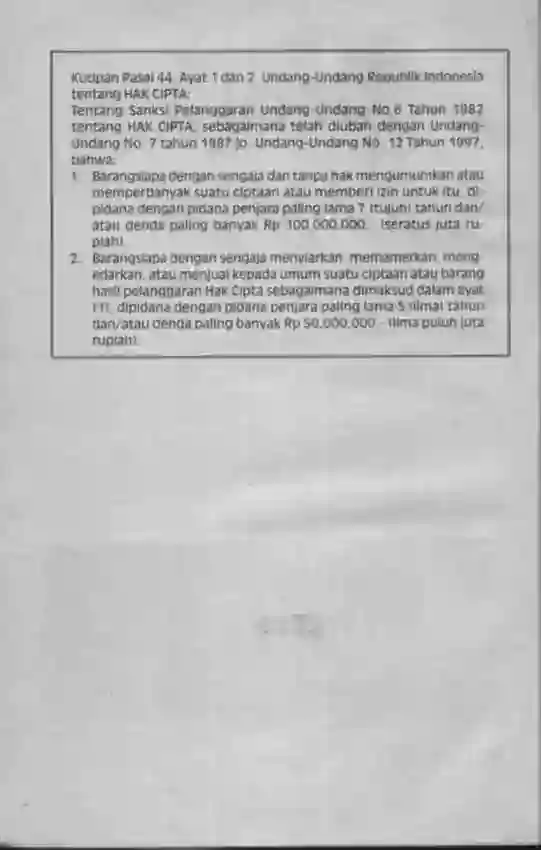 Kutipan Pasal 44, Ayat 1 dan 2, Undang-Undang Republik Indonesia
tentang HAK CIPTA:
Tentang Sanksi Pelanggaran Undang-Undang No.6 Tahun 1982
tentang HAK CIPTA, sebagaimana telah diubah dengan Undang-
Undang No. 7 tahun 1987 jo. Undang-Undang No. 12 Tahun 1997,
bahwa:
1. Barangsiapa dengan sengaja dan tanpa hak mengumumkan atau
memperbanyak suatu ciptaan atau memberi izin untuk itu, di-
pidana dengan pidana penjara paling lama 7 (tujuh) tahun dan/
atau denda paling banyak Rp 100.000.000,- (seratus juta ru-
piah).
2. Barangsiapa dengan sengaja menyiarkan, memamerkan, meng-
edarkan, atau menjual kepada umum suatu ciptaan atau barang
hasil pelanggaran Hak Cipta sebagaimana dimaksud dalam ayat
(1), dipidana dengan pidana penjara paling lama 5 (lima) tahun
dan/atau denda paling banyak Rp 50.000.000,- (lima puluh juta
rupiah).